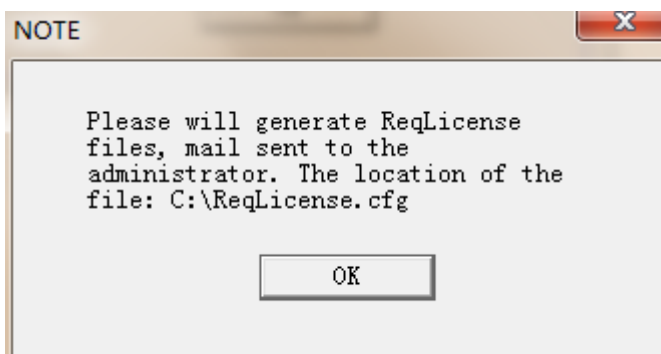 NOTE
Please will generate ReqLicense
files, mail sent to the
administrator. The location of the
file: C:\ReqLicense.cfg
OK